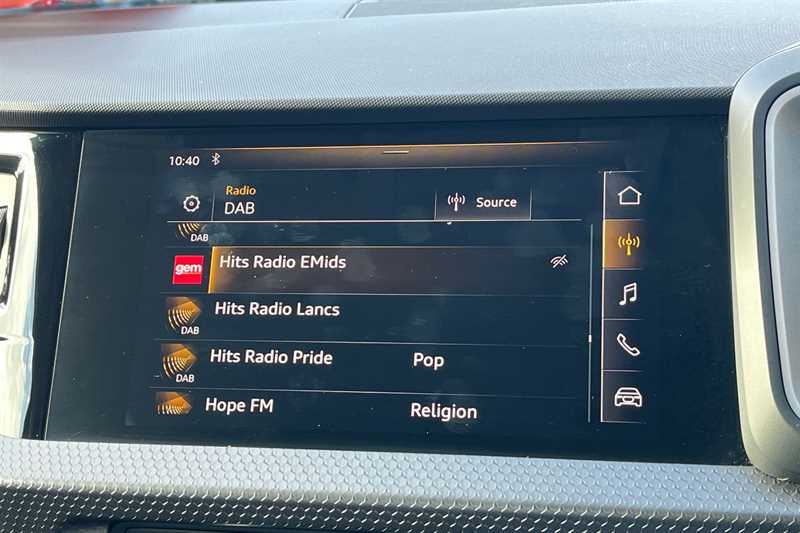 10:40
Radio
DAB
Source
DAB
gem
Hits Radio EMids
Hits Radio Lancs
DAB
Hits Radio Pride Pop
DAB
Hope FM Religion